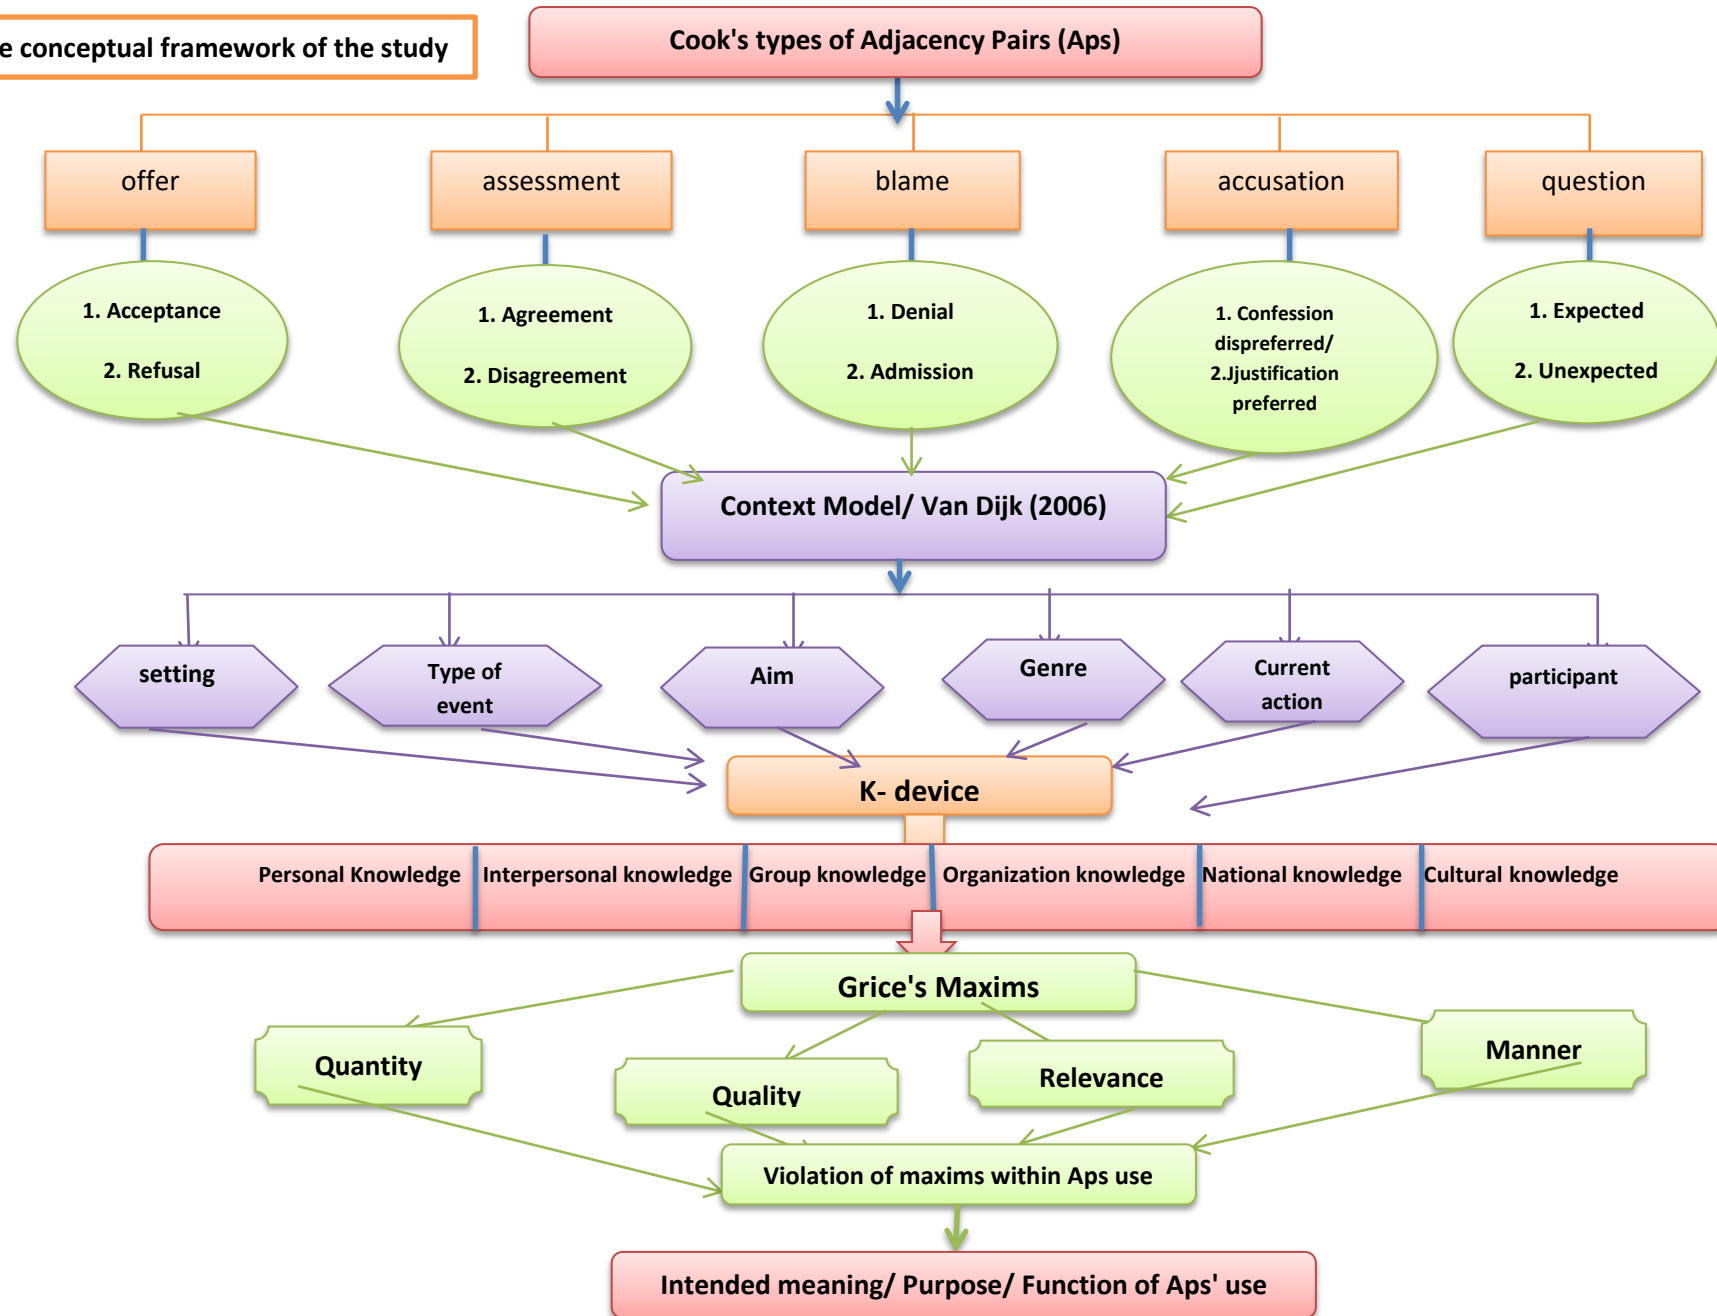 e conceptual framework of the study
Cook's types of Adjacency Pairs (Aps)
offer
assessment
blame
accusation
question
1. Acceptance
2. Refusal
1. Agreement
2. Disagreement
1. Denial
2. Admission
1. Confession
dispreferred/
2.Jjustification
preferred
1. Expected
2. Unexpected
Context Model/ Van Dijk (2006)
setting
Type of
event
Aim
Genre
Current
action
participant
K- device
Personal Knowledge
Interpersonal knowledge
Group knowledge
Organization knowledge
National knowledge
Cultural knowledge
Grice's Maxims
Quantity
Quality
Relevance
Manner
Violation of maxims within Aps use
Intended meaning/ Purpose/ Function of Aps' use